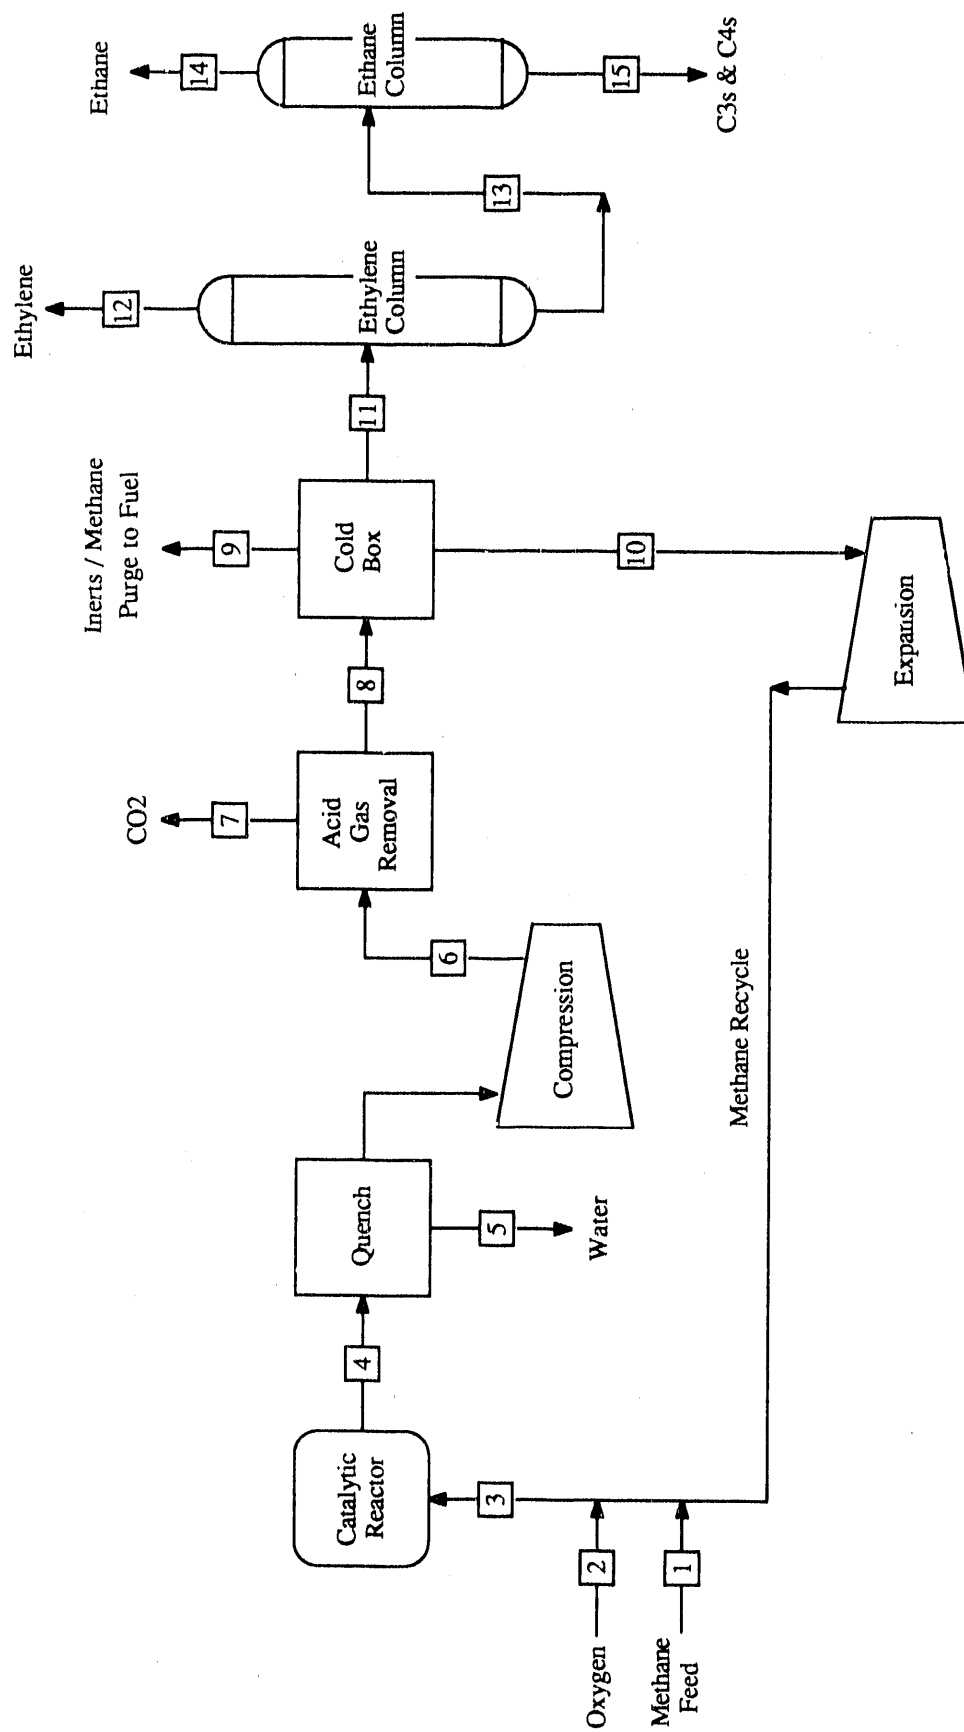 Ethylene
12
Ethane
14
Inerts / Methane
Purge to Fuel
9
CO2
7
Catalytic
Reactor
4
Quench
6
Acid
Gas
Removal
8
Cold
Box
11
Ethylene
Column
13
Ethane
Column
15
C3s & C4s
3
5
Water
Compression
10
Oxygen
2
Methane
Feed
1
Methane Recycle
Expansion